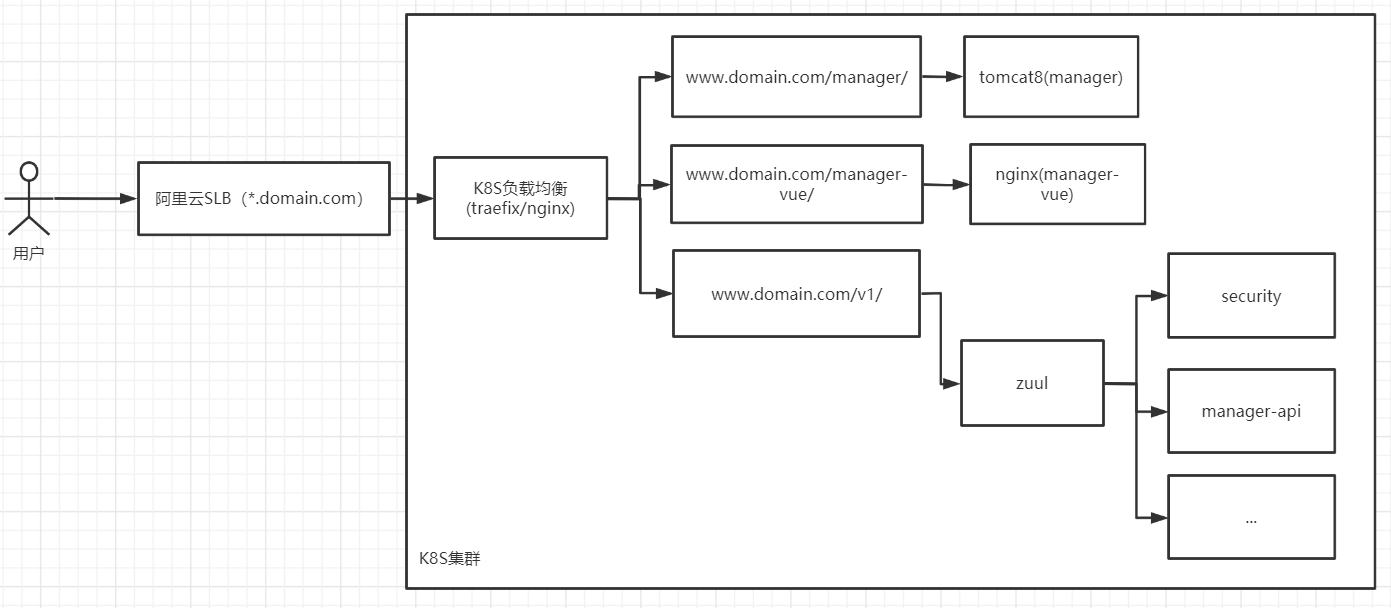 用户
阿里云SLB（*.domain.com）
K8S负载均衡
(traefix/nginx)
www.domain.com/manager/
tomcat8(manager)
www.domain.com/manager-
vue/
nginx(manager-
vue)
www.domain.com/v1/
zuul
security
manager-api
...
K8S集群